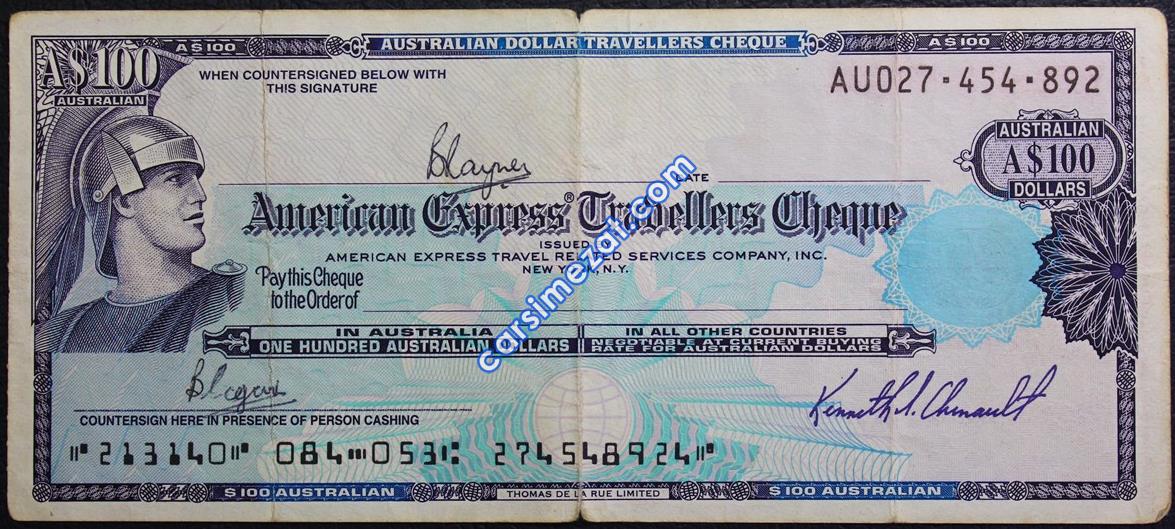 A$100
AUSTRALIAN DOLLAR TRAVELLERS CHEQUE
A$100
A$100
AUSTRALIAN
WHEN COUNTERSIGNED BELOW WITH
THIS SIGNATURE
AU027-454-892
AUSTRALIAN
A$100
DOLLARS
DATE
American Express® Travellers Cheque
ISSUED BY
AMERICAN EXPRESS TRAVEL RELATED SERVICES COMPANY, INC.
NEW YORK, N.Y.
Pay this Cheque
to the Order of
IN AUSTRALIA
ONE HUNDRED AUSTRALIAN DOLLARS
IN ALL OTHER COUNTRIES
NEGOTIABLE AT CURRENT BUYING
RATE FOR AUSTRALIAN DOLLARS
carsimezat.com
Kenneth I. Chenault
COUNTERSIGN HERE IN PRESENCE OF PERSON CASHING
⑈213140⑈ 084⑉053⑆ 274548924⑈
$100 AUSTRALIAN
THOMAS DE LA RUE LIMITED
$100 AUSTRALIAN